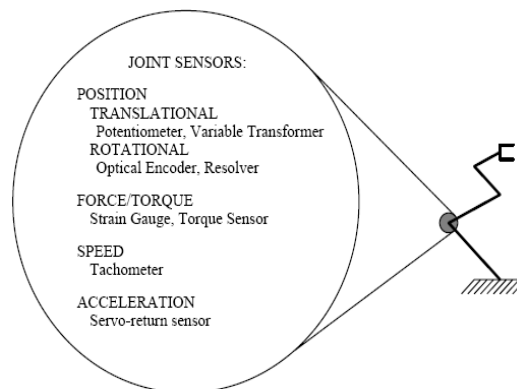 JOINT SENSORS:
POSITION
TRANSLATIONAL
Potentiometer, Variable Transformer
ROTATIONAL
Optical Encoder, Resolver
FORCE/TORQUE
Strain Gauge, Torque Sensor
SPEED
Tachometer
ACCELERATION
Servo-return sensor